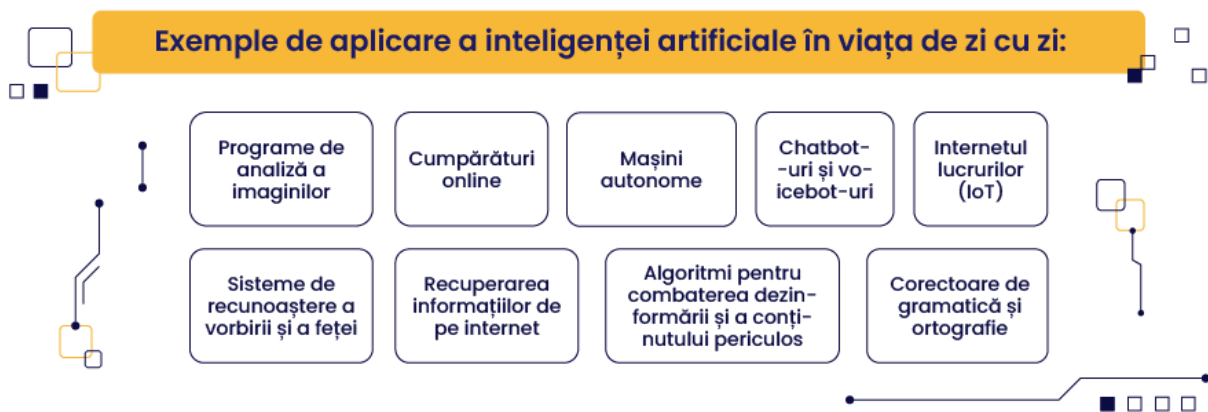 Exemple de aplicare a inteligenței artificiale în viața de zi cu zi:
Programe de
analiză a
imaginilor
Cumpărături
online
Mașini
autonome
Chatbot-
-uri și vo-
icebot-uri
Internetul
lucrurilor
(IoT)
Sisteme de
recunoaștere a
vorbirii și a feței
Recuperarea
informațiilor de
pe internet
Algoritmi pentru
combaterea dezin-
formării și a conți-
nutului periculos
Corectoare de
gramatică și
ortografie